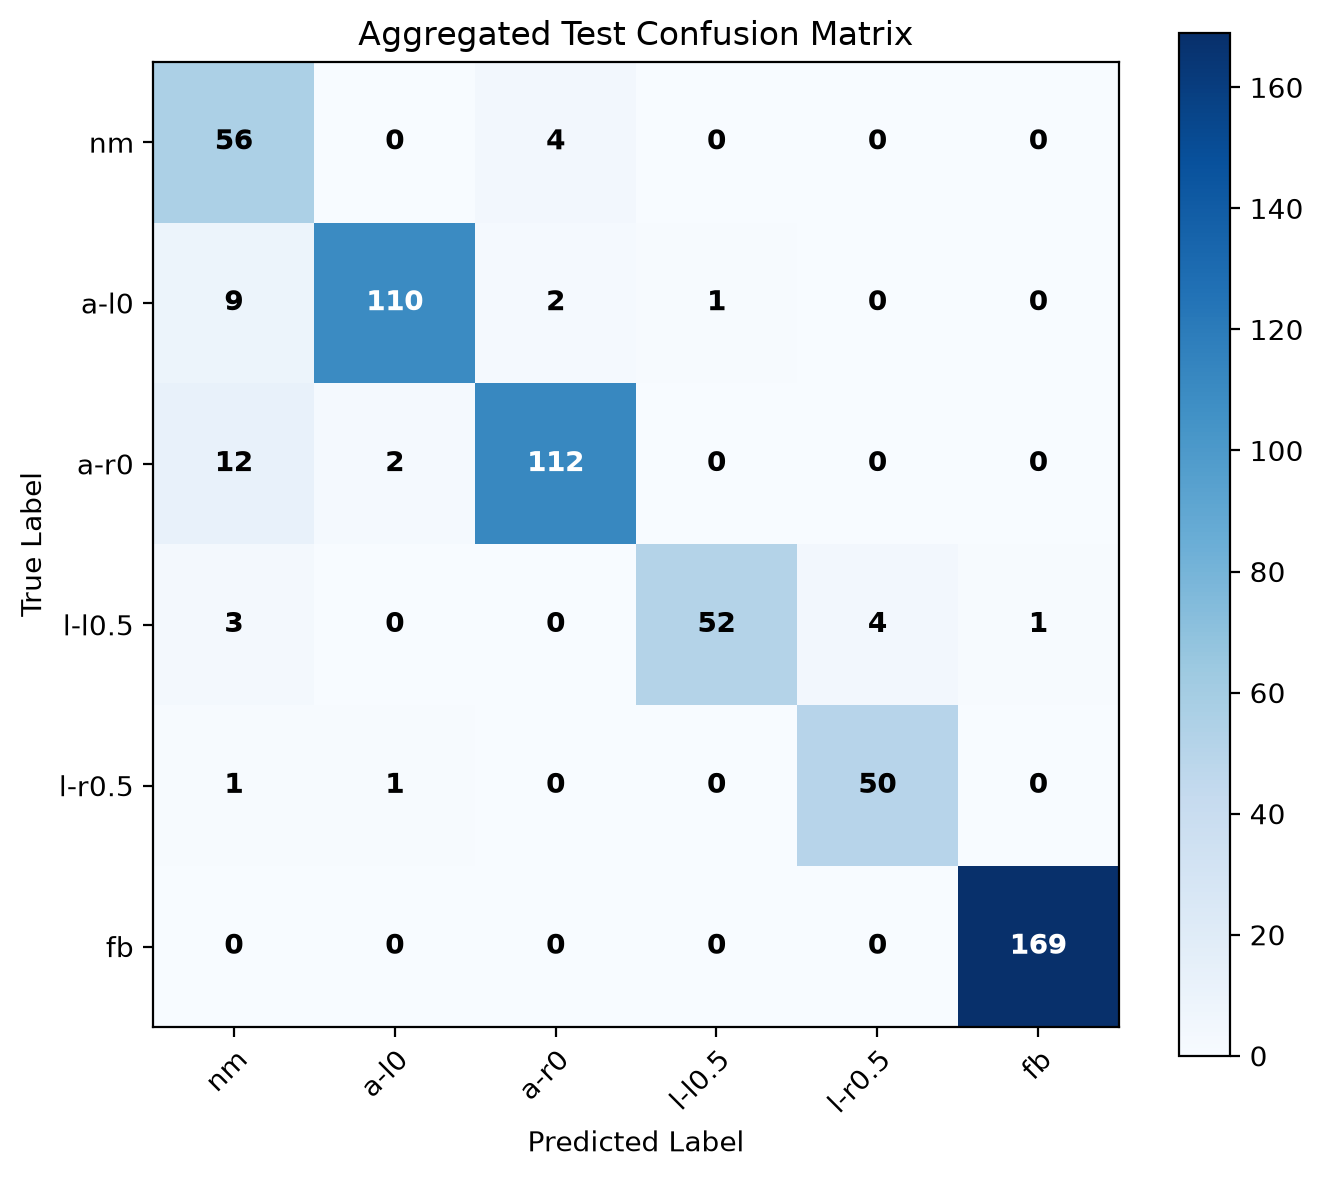 Aggregated Test Confusion Matrix
True Label
nm 56 0 4 0 0 0
a-l0 9 110 2 1 0 0
a-r0 12 2 112 0 0 0
l-l0.5 3 0 0 52 4 1
l-r0.5 1 1 0 0 50 0
fb 0 0 0 0 0 169
nm a-l0 a-r0 l-l0.5 l-r0.5 fb
Predicted Label
160
140
120
100
80
60
40
20
0